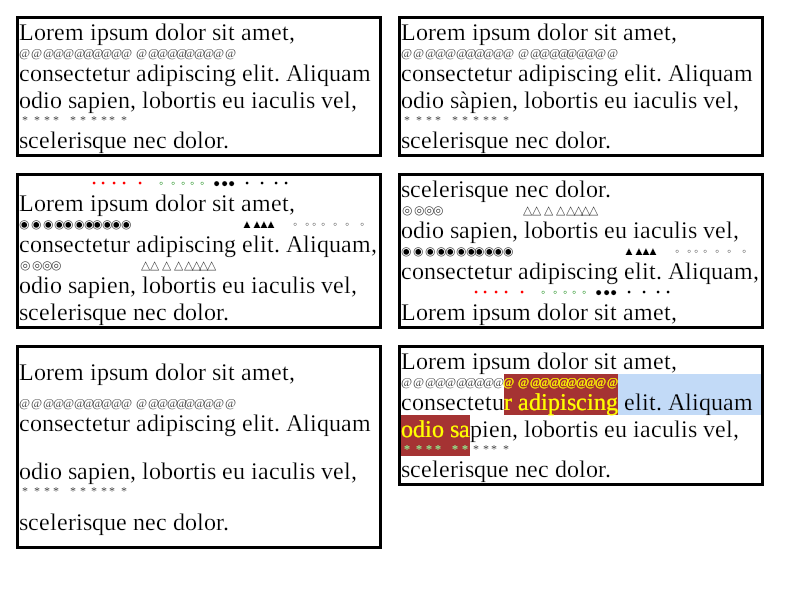 Lorem ipsum dolor sit amet,
consectetur adipiscing elit. Aliquam
odio sapien, lobortis eu iaculis vel,
scelerisque nec dolor.
Lorem ipsum dolor sit amet,
consectetur adipiscing elit. Aliquam
odio sàpien, lobortis eu iaculis vel,
scelerisque nec dolor.
Lorem ipsum dolor sit amet,
consectetur adipiscing elit. Aliquam,
odio sapien, lobortis eu iaculis vel,
scelerisque nec dolor.
scelerisque nec dolor.
odio sapien, lobortis eu iaculis vel,
consectetur adipiscing elit. Aliquam,
Lorem ipsum dolor sit amet,
Lorem ipsum dolor sit amet,
consectetur adipiscing elit. Aliquam
odio sapien, lobortis eu iaculis vel,
scelerisque nec dolor.
Lorem ipsum dolor sit amet,
consectetur adipiscing elit. Aliquam
odio sapien, lobortis eu iaculis vel,
scelerisque nec dolor.